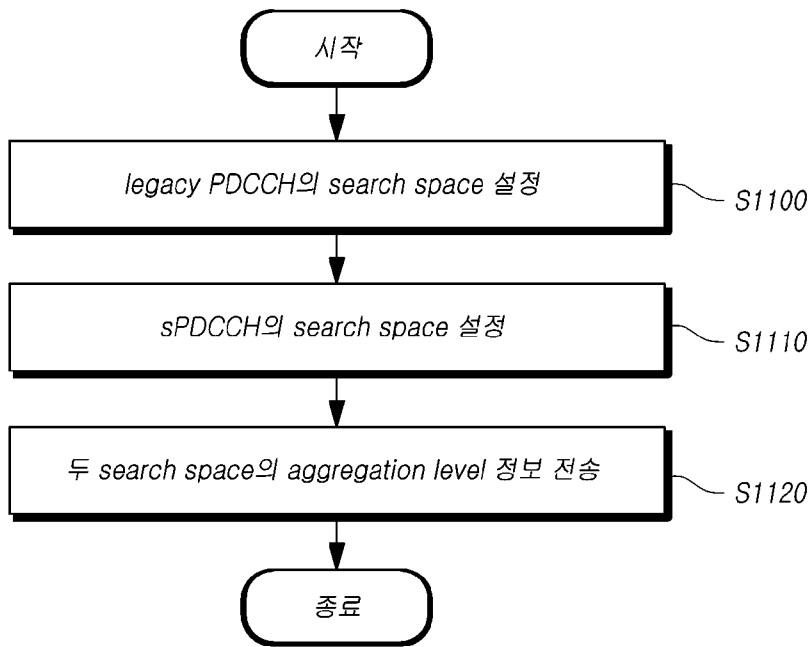 시작
legacy PDCCH의 search space 설정
S1100
sPDCCH의 search space 설정
S1110
두 search space의 aggregation level 정보 전송
S1120
종료